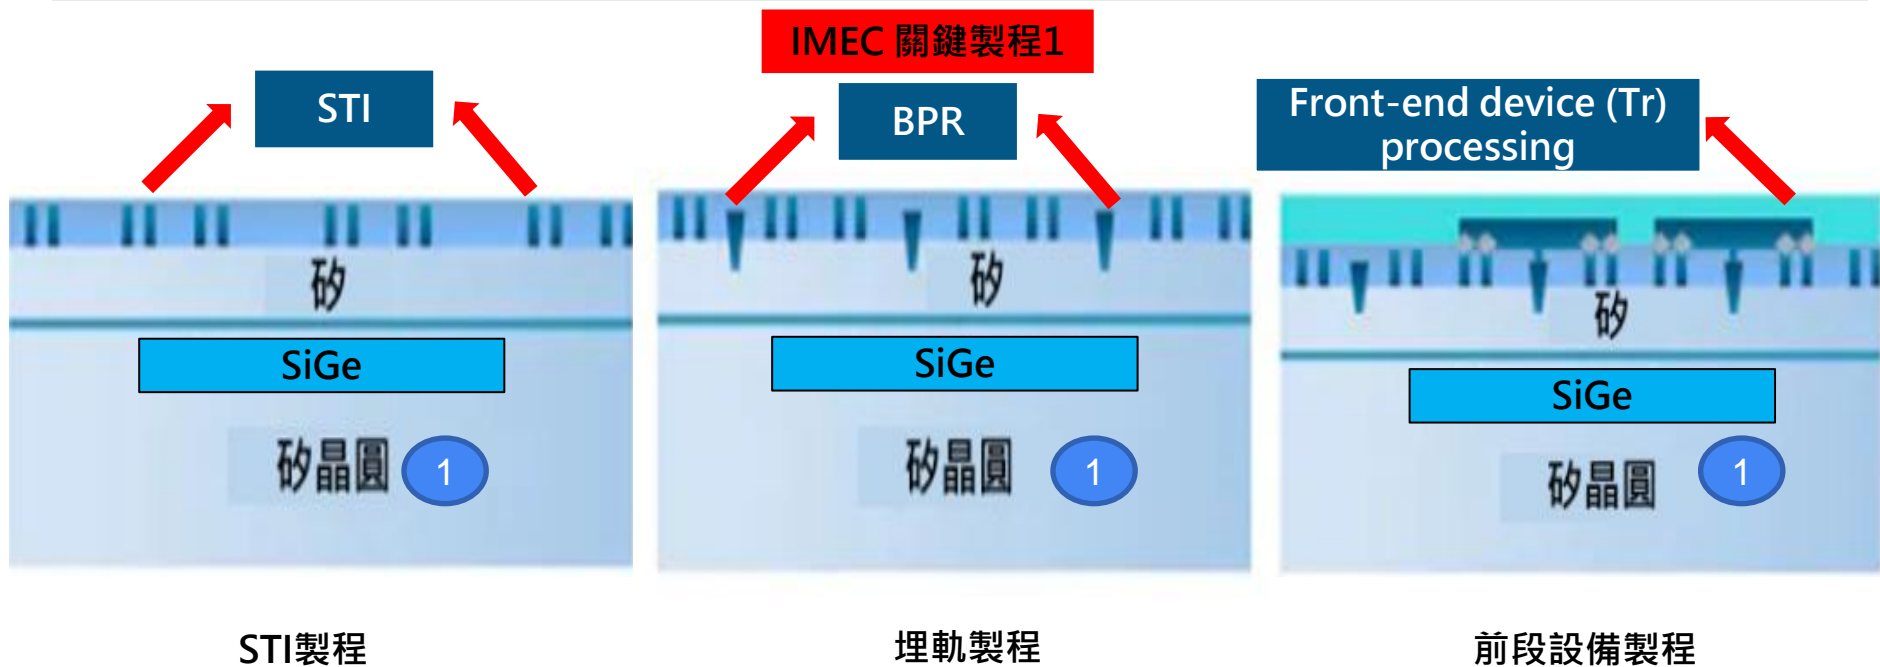 IMEC 關鍵製程1
STI
BPR
Front-end device (Tr)
processing
矽
矽
矽
SiGe
SiGe
SiGe
矽晶圓
1
矽晶圓
1
矽晶圓
1
STI製程
埋軌製程
前段設備製程